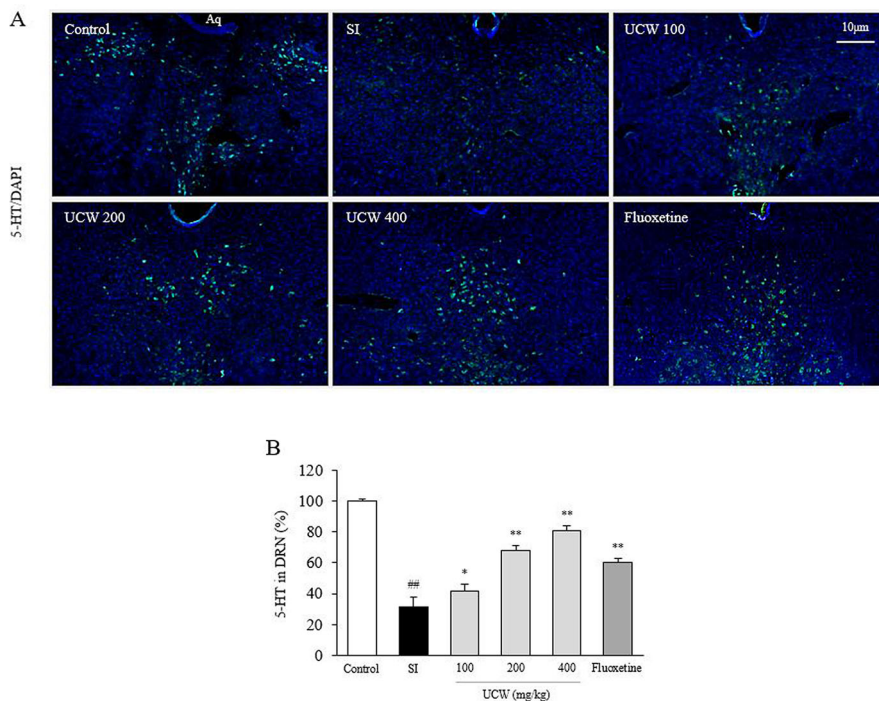 A
Control
Aq
SI
UCW 100
10μm
5-HT/DAPI
UCW 200
UCW 400
Fluoxetine
B
120
100
80
60
40
20
0
5-HT in DRN (%)
##
*
**
**
**
Control
SI
100
200
400
Fluoxetine
UCW (mg/kg)